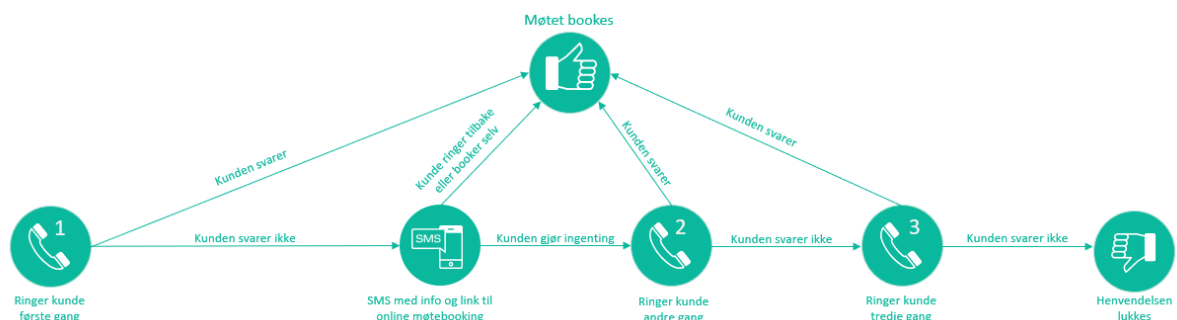 Møtet bookes
Kunden svarer
Kunde ringer tilbake
eller booker selv
Kunden svarer
Kunden svarer
1
Kunden svarer ikke
SMS
Kunden gjør ingenting
2
Kunden svarer ikke
3
Kunden svarer ikke
Ringer kunde
første gang
SMS med info og link til
online møtebooking
Ringer kunde
andre gang
Ringer kunde
tredje gang
Henvendelsen
lukkes